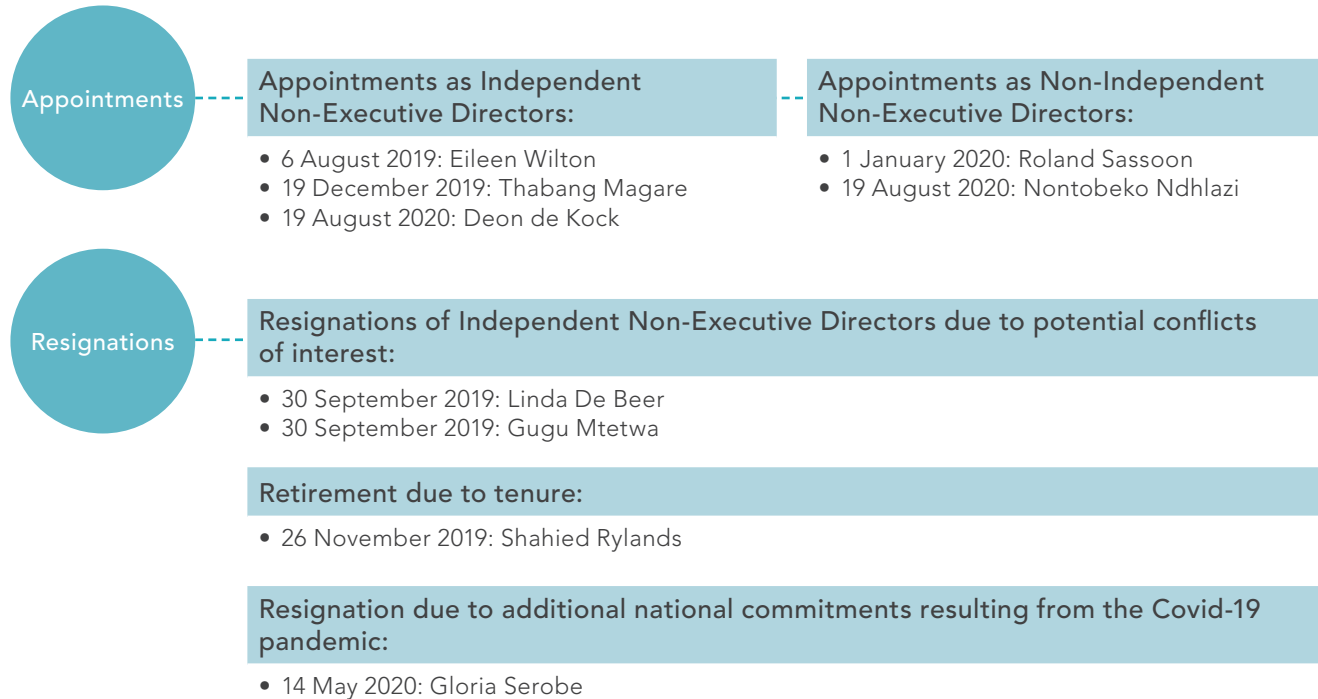 Appointments
Appointments as Independent
Non-Executive Directors:
• 6 August 2019: Eileen Wilton
• 19 December 2019: Thabang Magare
• 19 August 2020: Deon de Kock
Appointments as Non-Independent
Non-Executive Directors:
• 1 January 2020: Roland Sassoon
• 19 August 2020: Nontobeko Ndhlazi
Resignations
Resignations of Independent Non-Executive Directors due to potential conflicts
of interest:
• 30 September 2019: Linda De Beer
• 30 September 2019: Gugu Mtetwa
Retirement due to tenure:
• 26 November 2019: Shahied Rylands
Resignation due to additional national commitments resulting from the Covid-19
pandemic:
• 14 May 2020: Gloria Serobe